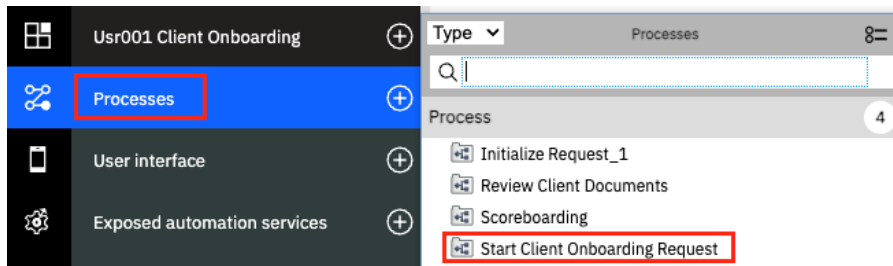 Usr001 Client Onboarding
Processes
User interface
Exposed automation services
Type Processes
Process 4
Initialize Request_1
Review Client Documents
Scoreboarding
Start Client Onboarding Request